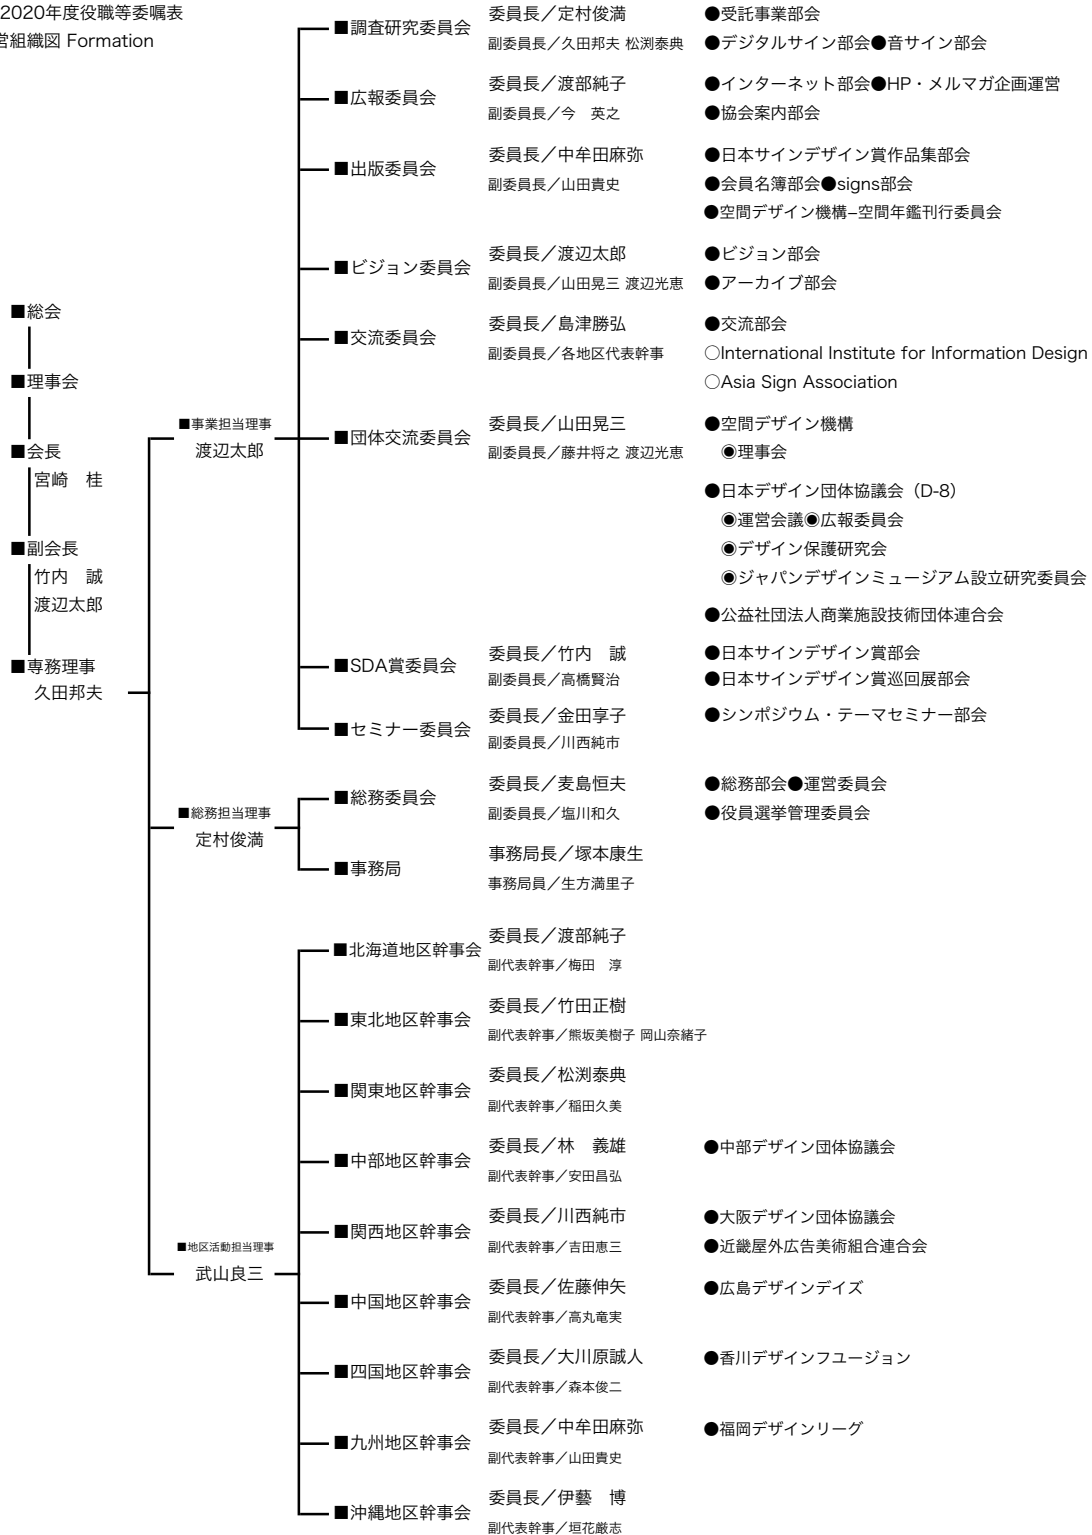 2020年度役職等委嘱表
営組織図 Formation
■総会
■理事会
■会長
宮崎　桂
■副会長
竹内　誠
渡辺太郎
■専務理事
久田邦夫
■事業担当理事
渡辺太郎
■調査研究委員会
委員長／定村俊満
●受託事業部会
副委員長／久田邦夫 松渕泰典
●デジタルサイン部会●音サイン部会
■広報委員会
委員長／渡部純子
●インターネット部会●HP・メルマガ企画運営
副委員長／今　英之
●協会案内部会
■出版委員会
委員長／中牟田麻弥
●日本サインデザイン賞作品集部会
副委員長／山田貴史
●会員名簿部会●signs部会
●空間デザイン機構–空間年鑑刊行委員会
■ビジョン委員会
委員長／渡辺太郎
●ビジョン部会
副委員長／山田晃三 渡辺光恵
●アーカイブ部会
■交流委員会
委員長／島津勝弘
●交流部会
副委員長／各地区代表幹事
○International Institute for Information Design
○Asia Sign Association
■団体交流委員会
委員長／山田晃三
●空間デザイン機構
副委員長／藤井将之 渡辺光恵
◉理事会
●日本デザイン団体協議会（D-8）
◉運営会議◉広報委員会
◉デザイン保護研究会
◉ジャパンデザインミュージアム設立研究委員会
●公益社団法人商業施設技術団体連合会
■SDA賞委員会
委員長／竹内　誠
●日本サインデザイン賞部会
副委員長／高橋賢治
●日本サインデザイン賞巡回展部会
■セミナー委員会
委員長／金田享子
●シンポジウム・テーマセミナー部会
副委員長／川西純市
■総務担当理事
定村俊満
■総務委員会
委員長／麦島恒夫
●総務部会●運営委員会
副委員長／塩川和久
●役員選挙管理委員会
■事務局
事務局長／塚本康生
事務局員／生方満里子
■地区活動担当理事
武山良三
■北海道地区幹事会
委員長／渡部純子
副代表幹事／梅田　淳
■東北地区幹事会
委員長／竹田正樹
副代表幹事／熊坂美樹子 岡山奈緒子
■関東地区幹事会
委員長／松渕泰典
副代表幹事／稲田久美
■中部地区幹事会
委員長／林　義雄
●中部デザイン団体協議会
副代表幹事／安田昌弘
■関西地区幹事会
委員長／川西純市
●大阪デザイン団体協議会
副代表幹事／吉田恵三
●近畿屋外広告美術組合連合会
■中国地区幹事会
委員長／佐藤伸矢
●広島デザインデイズ
副代表幹事／高丸竜実
■四国地区幹事会
委員長／大川原誠人
●香川デザインフユージョン
副代表幹事／森本俊二
■九州地区幹事会
委員長／中牟田麻弥
●福岡デザインリーグ
副代表幹事／山田貴史
■沖縄地区幹事会
委員長／伊藝　博
副代表幹事／垣花厳志